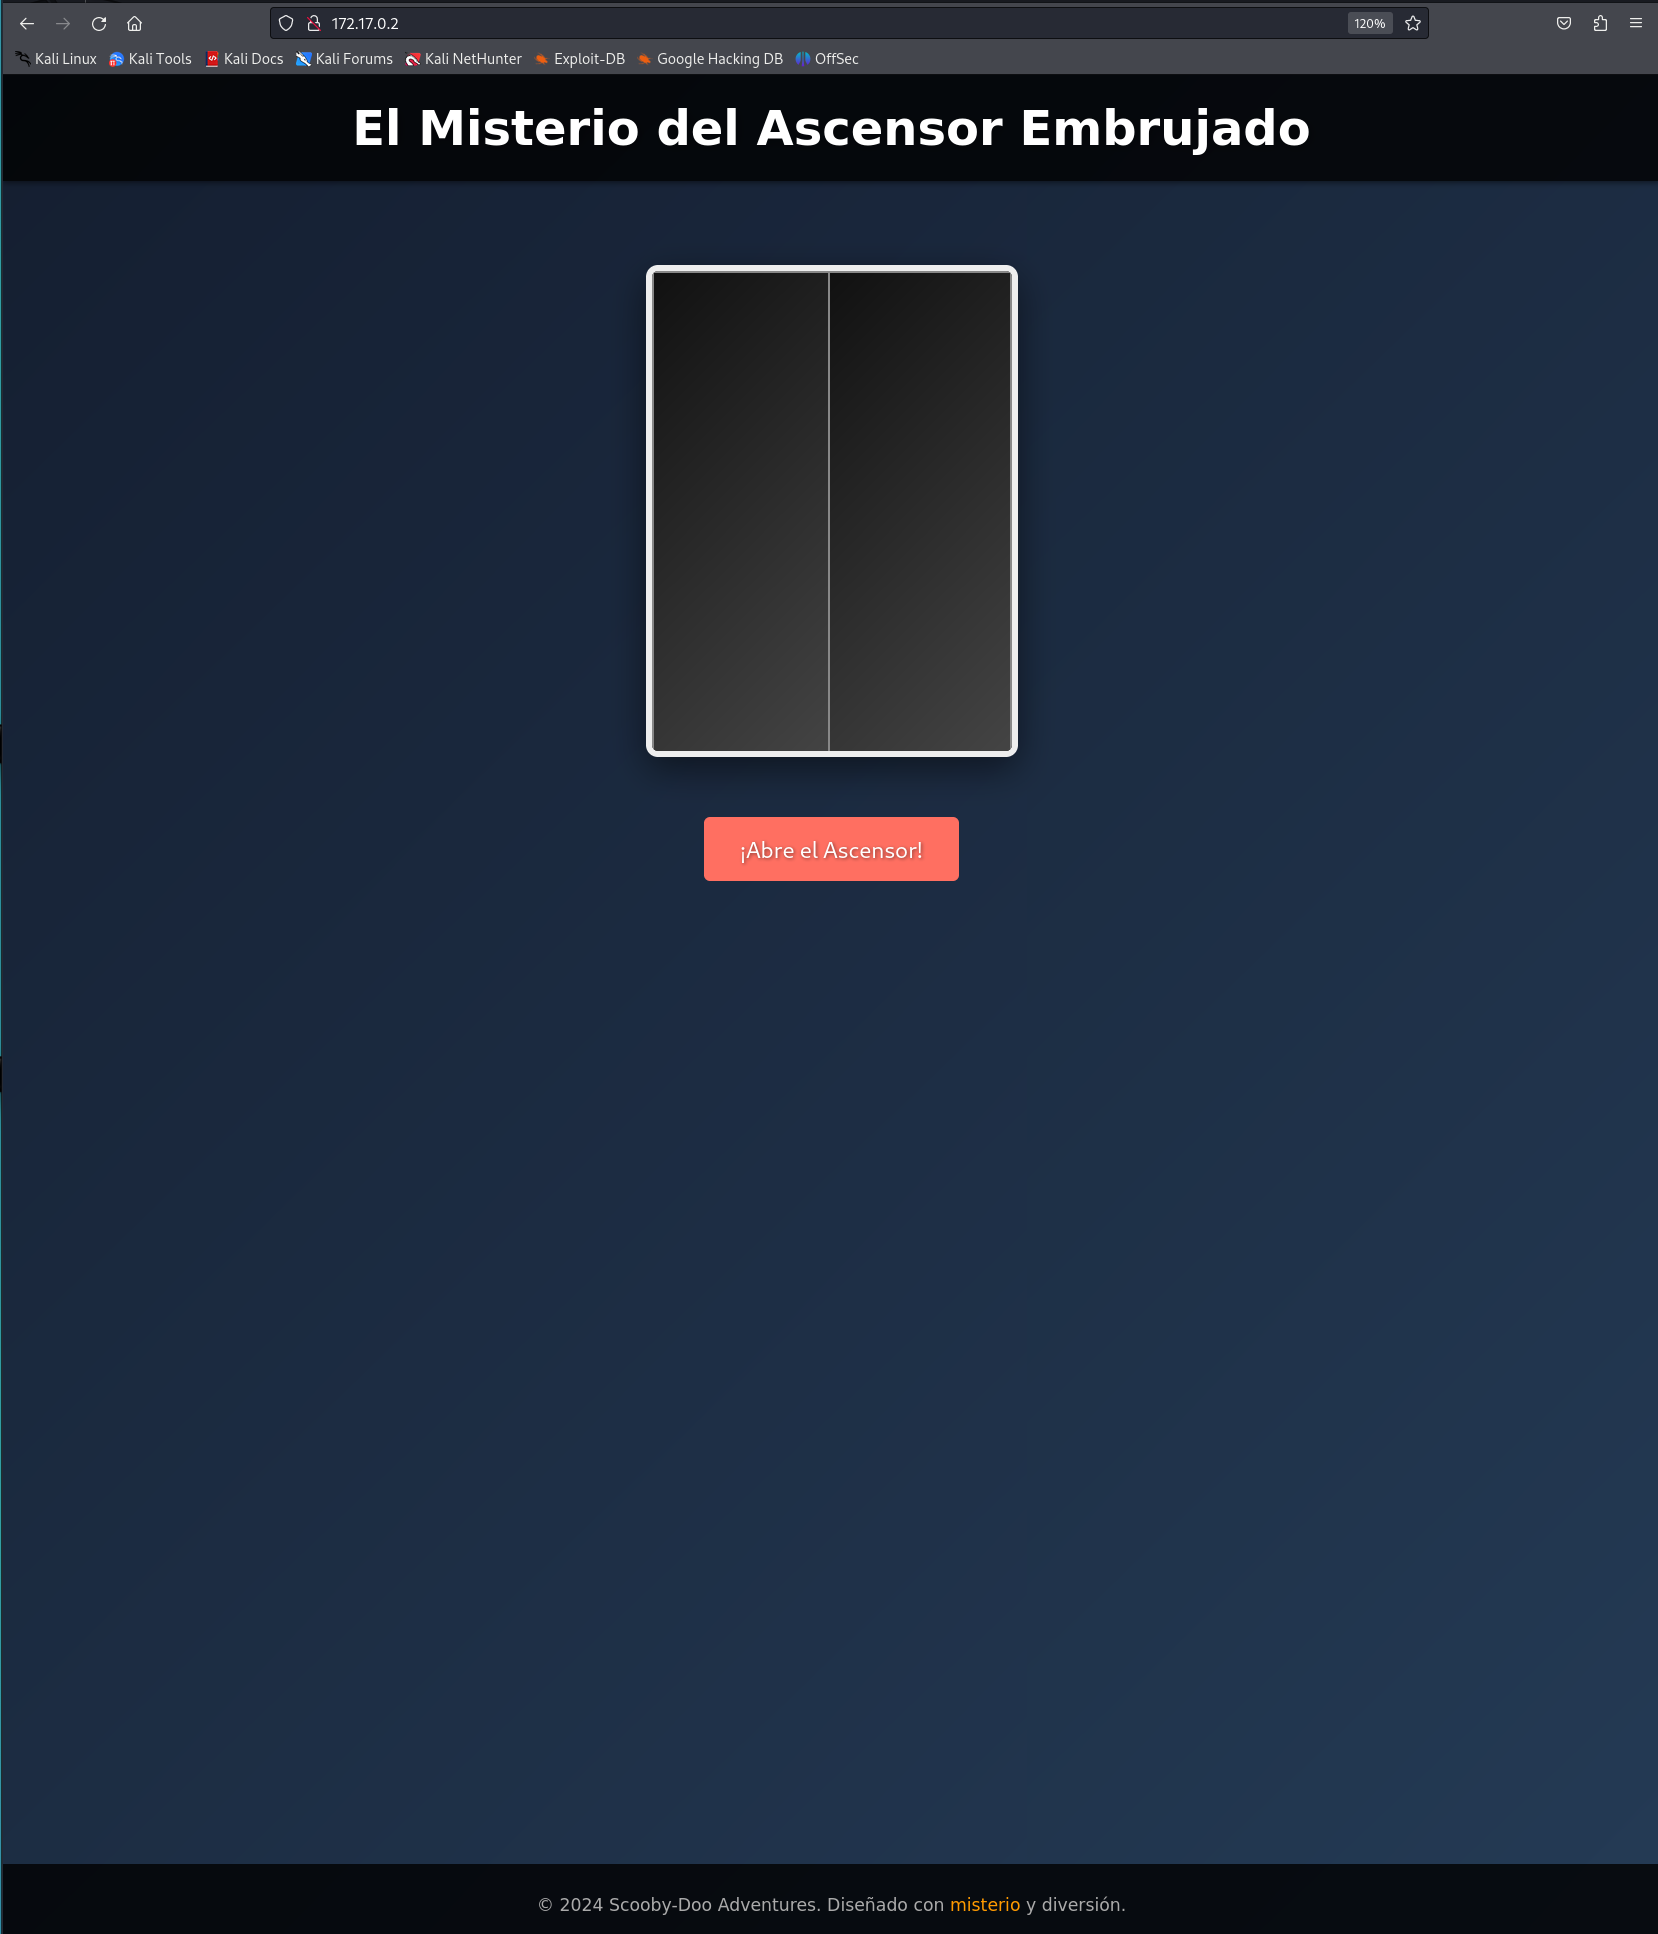 172.17.0.2
120%
Kali Linux Kali Tools Kali Docs Kali Forums Kali NetHunter Exploit-DB Google Hacking DB OffSec
El Misterio del Ascensor Embrujado
¡Abre el Ascensor!
© 2024 Scooby-Doo Adventures. Diseñado con misterio y diversión.